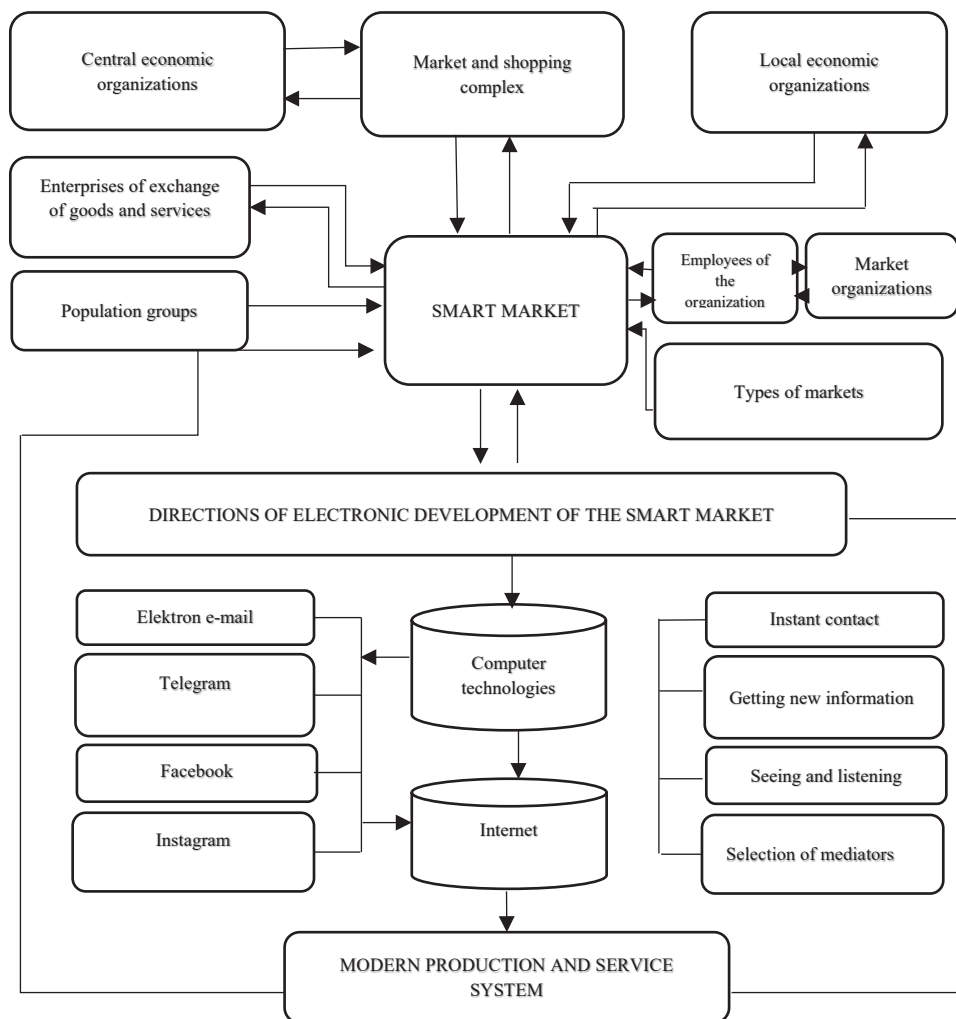 Central economic
organizations
Market and shopping
complex
Local economic
organizations
Enterprises of exchange
of goods and services
Population groups
SMART MARKET
Employees of
the
organization
Market
organizations
Types of markets
DIRECTIONS OF ELECTRONIC DEVELOPMENT OF THE SMART MARKET
Elektron e-mail
Telegram
Facebook
Instagram
Computer
technologies
Internet
Instant contact
Getting new information
Seeing and listening
Selection of mediators
MODERN PRODUCTION AND SERVICE
SYSTEM